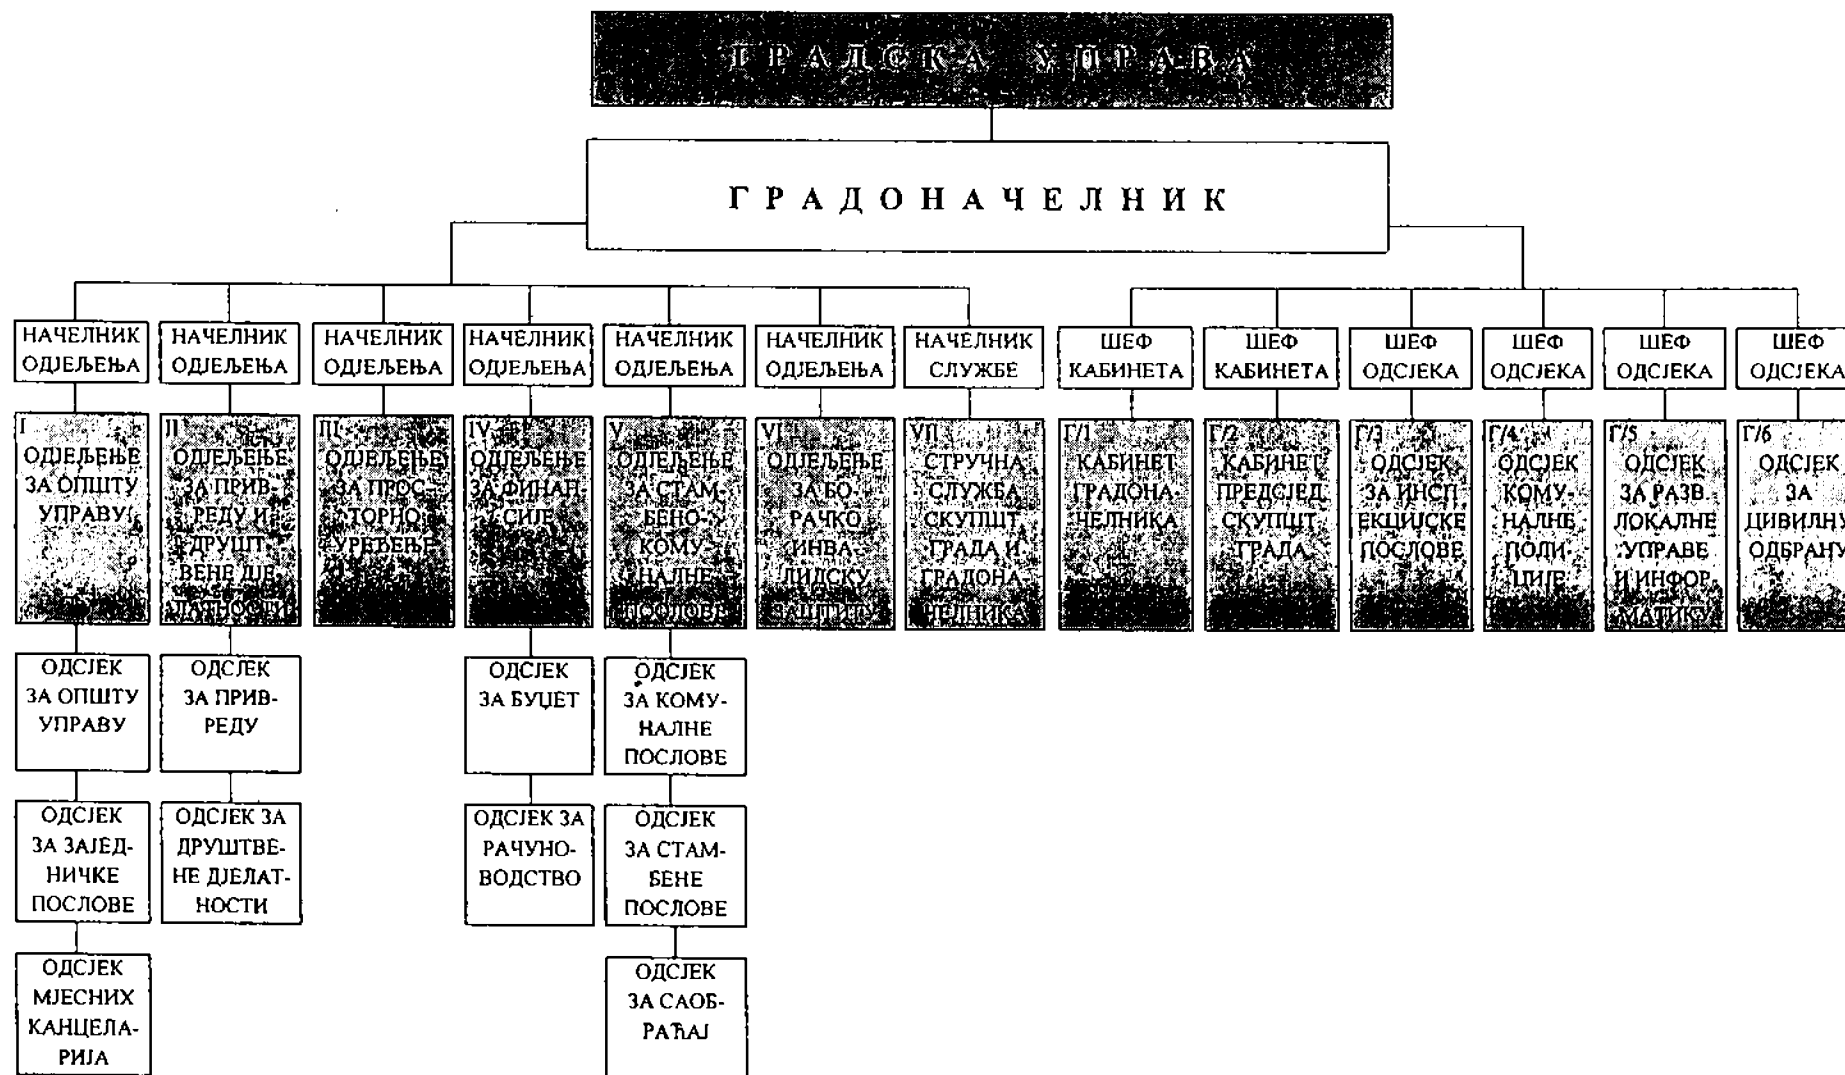 ГРАДСКА УПРАВА
ГРАДОНАЧЕЛНИК
НАЧЕЛНИК
ОДЈЕЉЕЊА
НАЧЕЛНИК
ОДЈЕЉЕЊА
НАЧЕЛНИК
ОДЈЕЉЕЊА
НАЧЕЛНИК
ОДЈЕЉЕЊА
НАЧЕЛНИК
ОДЈЕЉЕЊА
НАЧЕЛНИК
ОДЈЕЉЕЊА
НАЧЕЛНИК
СЛУЖБЕ
ШЕФ
КАБИНЕТА
ШЕФ
КАБИНЕТА
ШЕФ
ОДСЈЕКА
ШЕФ
ОДСЈЕКА
ШЕФ
ОДСЈЕКА
ШЕФ
ОДСЈЕКА
I
ОДЈЕЉЕЊЕ
ЗА ОПШТУ
УПРАВУ
II
ОДЈЕЉЕЊЕ
ЗА ПРИВ-
РЕДУ И
ДРУШТ-
ВЕНЕ ДЈЕ-
ЛАТНОСТИ
III
ОДЈЕЉЕЊЕ
ЗА ПРОС-
ТОРНО
УРЕЂЕЊЕ
IV
ОДЈЕЉЕЊЕ
ЗА ФИНАН-
СИЈЕ
V
ОДЈЕЉЕЊЕ
ЗА СТАМ-
БЕНО-
КОМУ-
НАЛНЕ
ПОСЛОВЕ
VI
ОДЈЕЉЕЊЕ
ЗА БО-
РАЧКО
ИНВА-
ЛИДСКУ
ЗАШТИТУ
VII
СТРУЧНА
СЛУЖБА
СКУПШТ.
ГРАДА И
ГРАДОНА-
ЧЕЛНИКА
Г/1
КАБИНЕТ
ГРАДОНА-
ЧЕЛНИКА
Г/2
КАБИНЕТ
ПРЕДСЈЕД.
СКУПШТ.
ГРАДА
Г/3
ОДСЈЕК
ЗА ИНСП
ЕКЦИЈСКЕ
ПОСЛОВЕ
Г/4
ОДСЈЕК
КОМУ-
НАЛНЕ
ПОЛИ-
ЦИЈЕ
Г/5
ОДСЈЕК
ЗА РАЗВ.
ЛОКАЛНЕ
УПРАВЕ
И ИНФОР-
МАТИКУ
Г/6
ОДСЈЕК
ЗА
ЦИВИЛНУ
ОДБРАНУ
ОДСЈЕК
ЗА ОПШТУ
УПРАВУ
ОДСЈЕК
ЗА ПРИВ-
РЕДУ
ОДСЈЕК
ЗА БУЏЕТ
ОДСЈЕК
ЗА КОМУ-
НАЛНЕ
ПОСЛОВЕ
ОДСЈЕК
ЗА ЗАЈЕД-
НИЧКЕ
ПОСЛОВЕ
ОДСЈЕК ЗА
ДРУШТВЕ-
НЕ ДЈЕЛАТ-
НОСТИ
ОДСЈЕК ЗА
РАЧУНО-
ВОДСТВО
ОДСЈЕК
ЗА СТАМ-
БЕНЕ
ПОСЛОВЕ
ОДСЈЕК
МЈЕСНИХ
КАНЦЕЛА-
РИЈА
ОДСЈЕК
ЗА САОБ-
РАЋАЈ